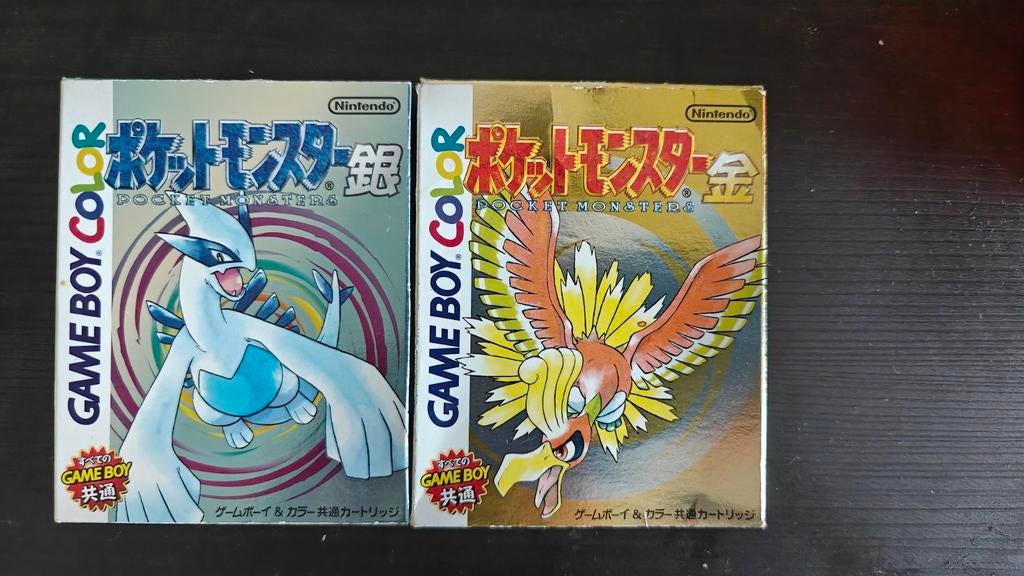 Nintendo®
ポケットモンスター銀®
POCKET MONSTERS
GAME BOY COLOR®
すべての
GAME BOY
共通
ゲームボーイ & カラー 共通カートリッジ
Nintendo®
ポケットモンスター金®
POCKET MONSTERS
GAME BOY COLOR®
すべての
GAME BOY
共通
ゲームボーイ & カラー 共通カートリッジ